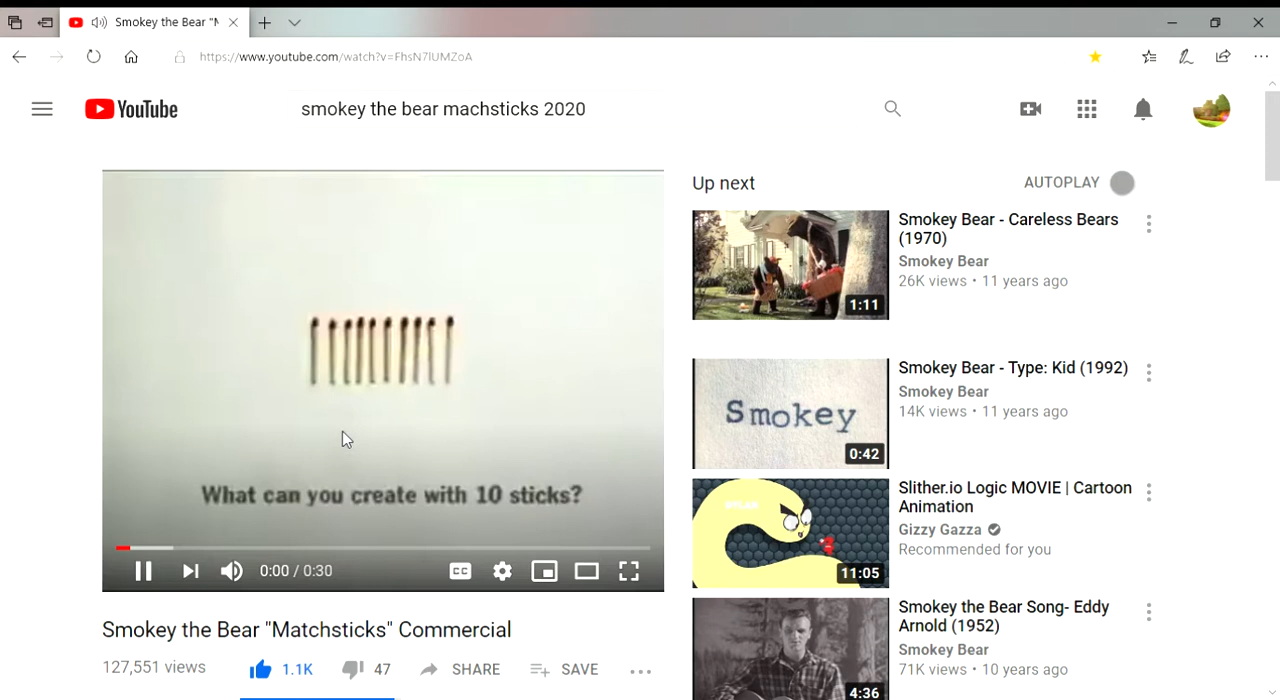 Smokey the Bear "M
https://www.youtube.com/watch?v=FhsN7lUMZoA
YouTube
smokey the bear machsticks 2020
What can you create with 10 sticks?
0:00 / 0:30
CC
Smokey the Bear "Matchsticks" Commercial
127,551 views
1.1K
47
SHARE
SAVE
Up next
AUTOPLAY
1:11
Smokey Bear - Careless Bears
(1970)
Smokey Bear
26K views • 11 years ago
Smokey
0:42
Smokey Bear - Type: Kid (1992)
Smokey Bear
14K views • 11 years ago
11:05
Slither.io Logic MOVIE | Cartoon
Animation
Gizzy Gazza
Recommended for you
4:36
Smokey the Bear Song- Eddy
Arnold (1952)
Smokey Bear
71K views • 10 years ago